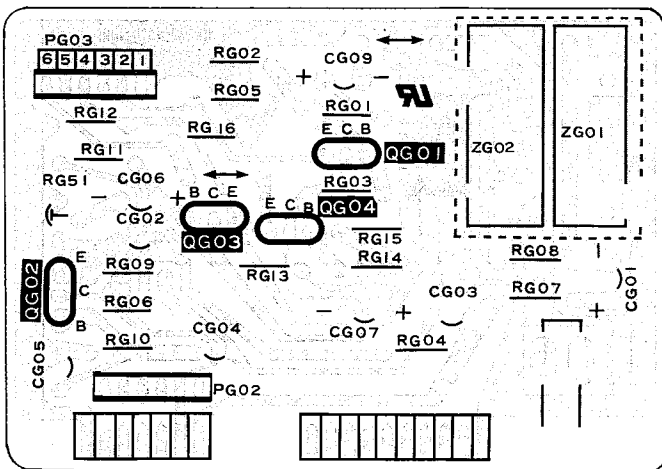 PG03
6 5 4 3 2 1
RG02
CG09
+ -
RG05
RG01
RG12
RG16
E C B
QG01
ZG02
ZG01
RG11
RG51
CG06
- +
B C E
RG03
E C B
QG04
CG02
QG03
RG15
RG14
RG08
QG02
E
C
B
RG09
RG13
CG01
RG06
RG07
- +
CG03
CG07
+
RG10
CG04
RG04
CG05
PG02